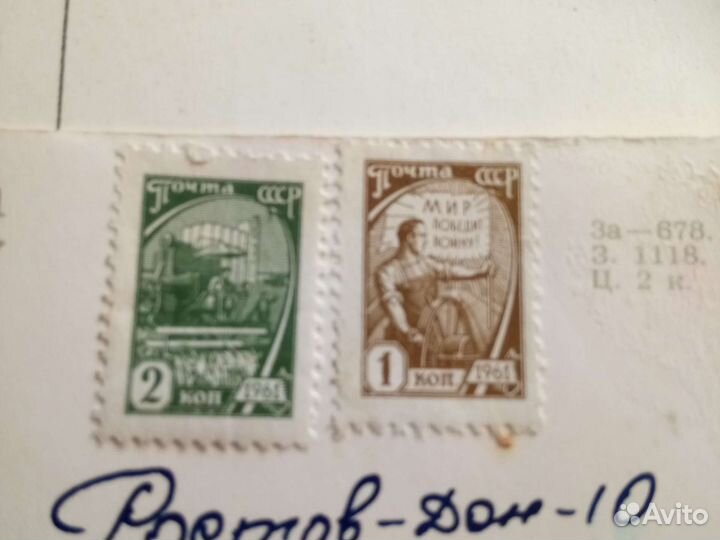 Почта СССР
2 коп 1961
Почта СССР
МИР
ПОБЕДИТ
ВОЙНУ!
1 коп 1961
За—678.
З. 1118.
Ц. 2 к.
Ростов-Дон-10
Avito